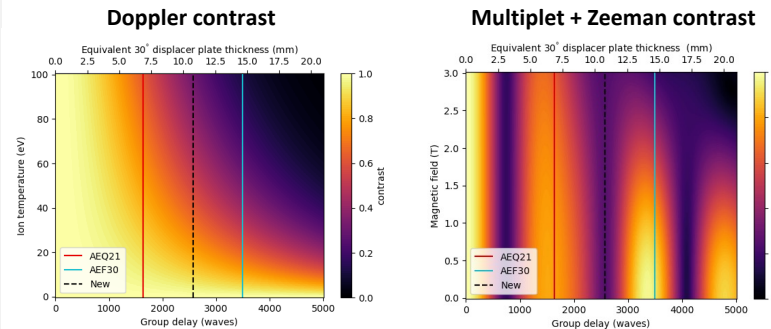 Doppler contrast
Equivalent 30° displacer plate thickness (mm)
0.0 2.5 5.0 7.5 10.0 12.5 15.0 17.5 20.0
Ion temperature (eV)
100
80
60
40
20
0
AEQ21
AEF30
New
0 1000 2000 3000 4000 5000
Group delay (waves)
1.0
0.8
0.6
0.4
0.2
0.0
contrast
Multiplet + Zeeman contrast
Equivalent 30° displacer plate thickness (mm)
0.0 2.5 5.0 7.5 10.0 12.5 15.0 17.5 20.0
Magnetic field (T)
3.0
2.5
2.0
1.5
1.0
0.5
0.0
AEQ21
AEF30
New
0 1000 2000 3000 4000 5000
Group delay (waves)